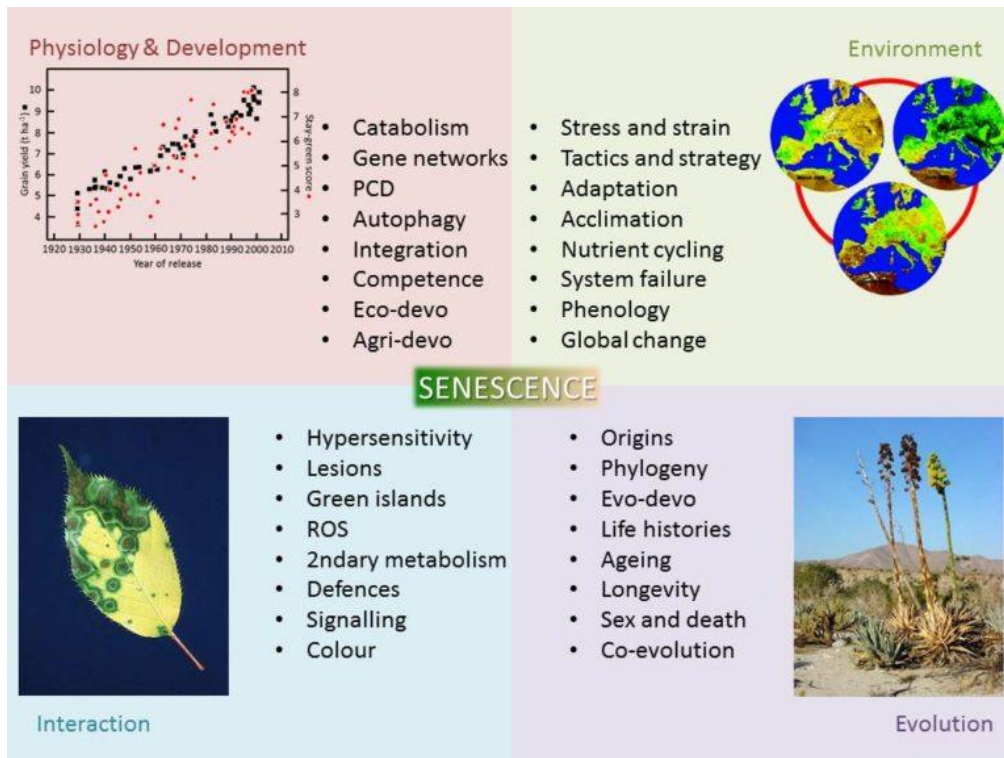 Physiology & Development
Grain yield (t ha⁻¹)
10
9
8
7
6
5
4
8
7
6
5
4
3
Stay-green score
1920 1930 1940 1950 1960 1970 1980 1990 2000 2010
Year of release
• Catabolism
• Gene networks
• PCD
• Autophagy
• Integration
• Competence
• Eco-devo
• Agri-devo
Environment
• Stress and strain
• Tactics and strategy
• Adaptation
• Acclimation
• Nutrient cycling
• System failure
• Phenology
• Global change
SENESCENCE
• Hypersensitivity
• Lesions
• Green islands
• ROS
• 2ndary metabolism
• Defences
• Signalling
• Colour
Interaction
• Origins
• Phylogeny
• Evo-devo
• Life histories
• Ageing
• Longevity
• Sex and death
• Co-evolution
Evolution